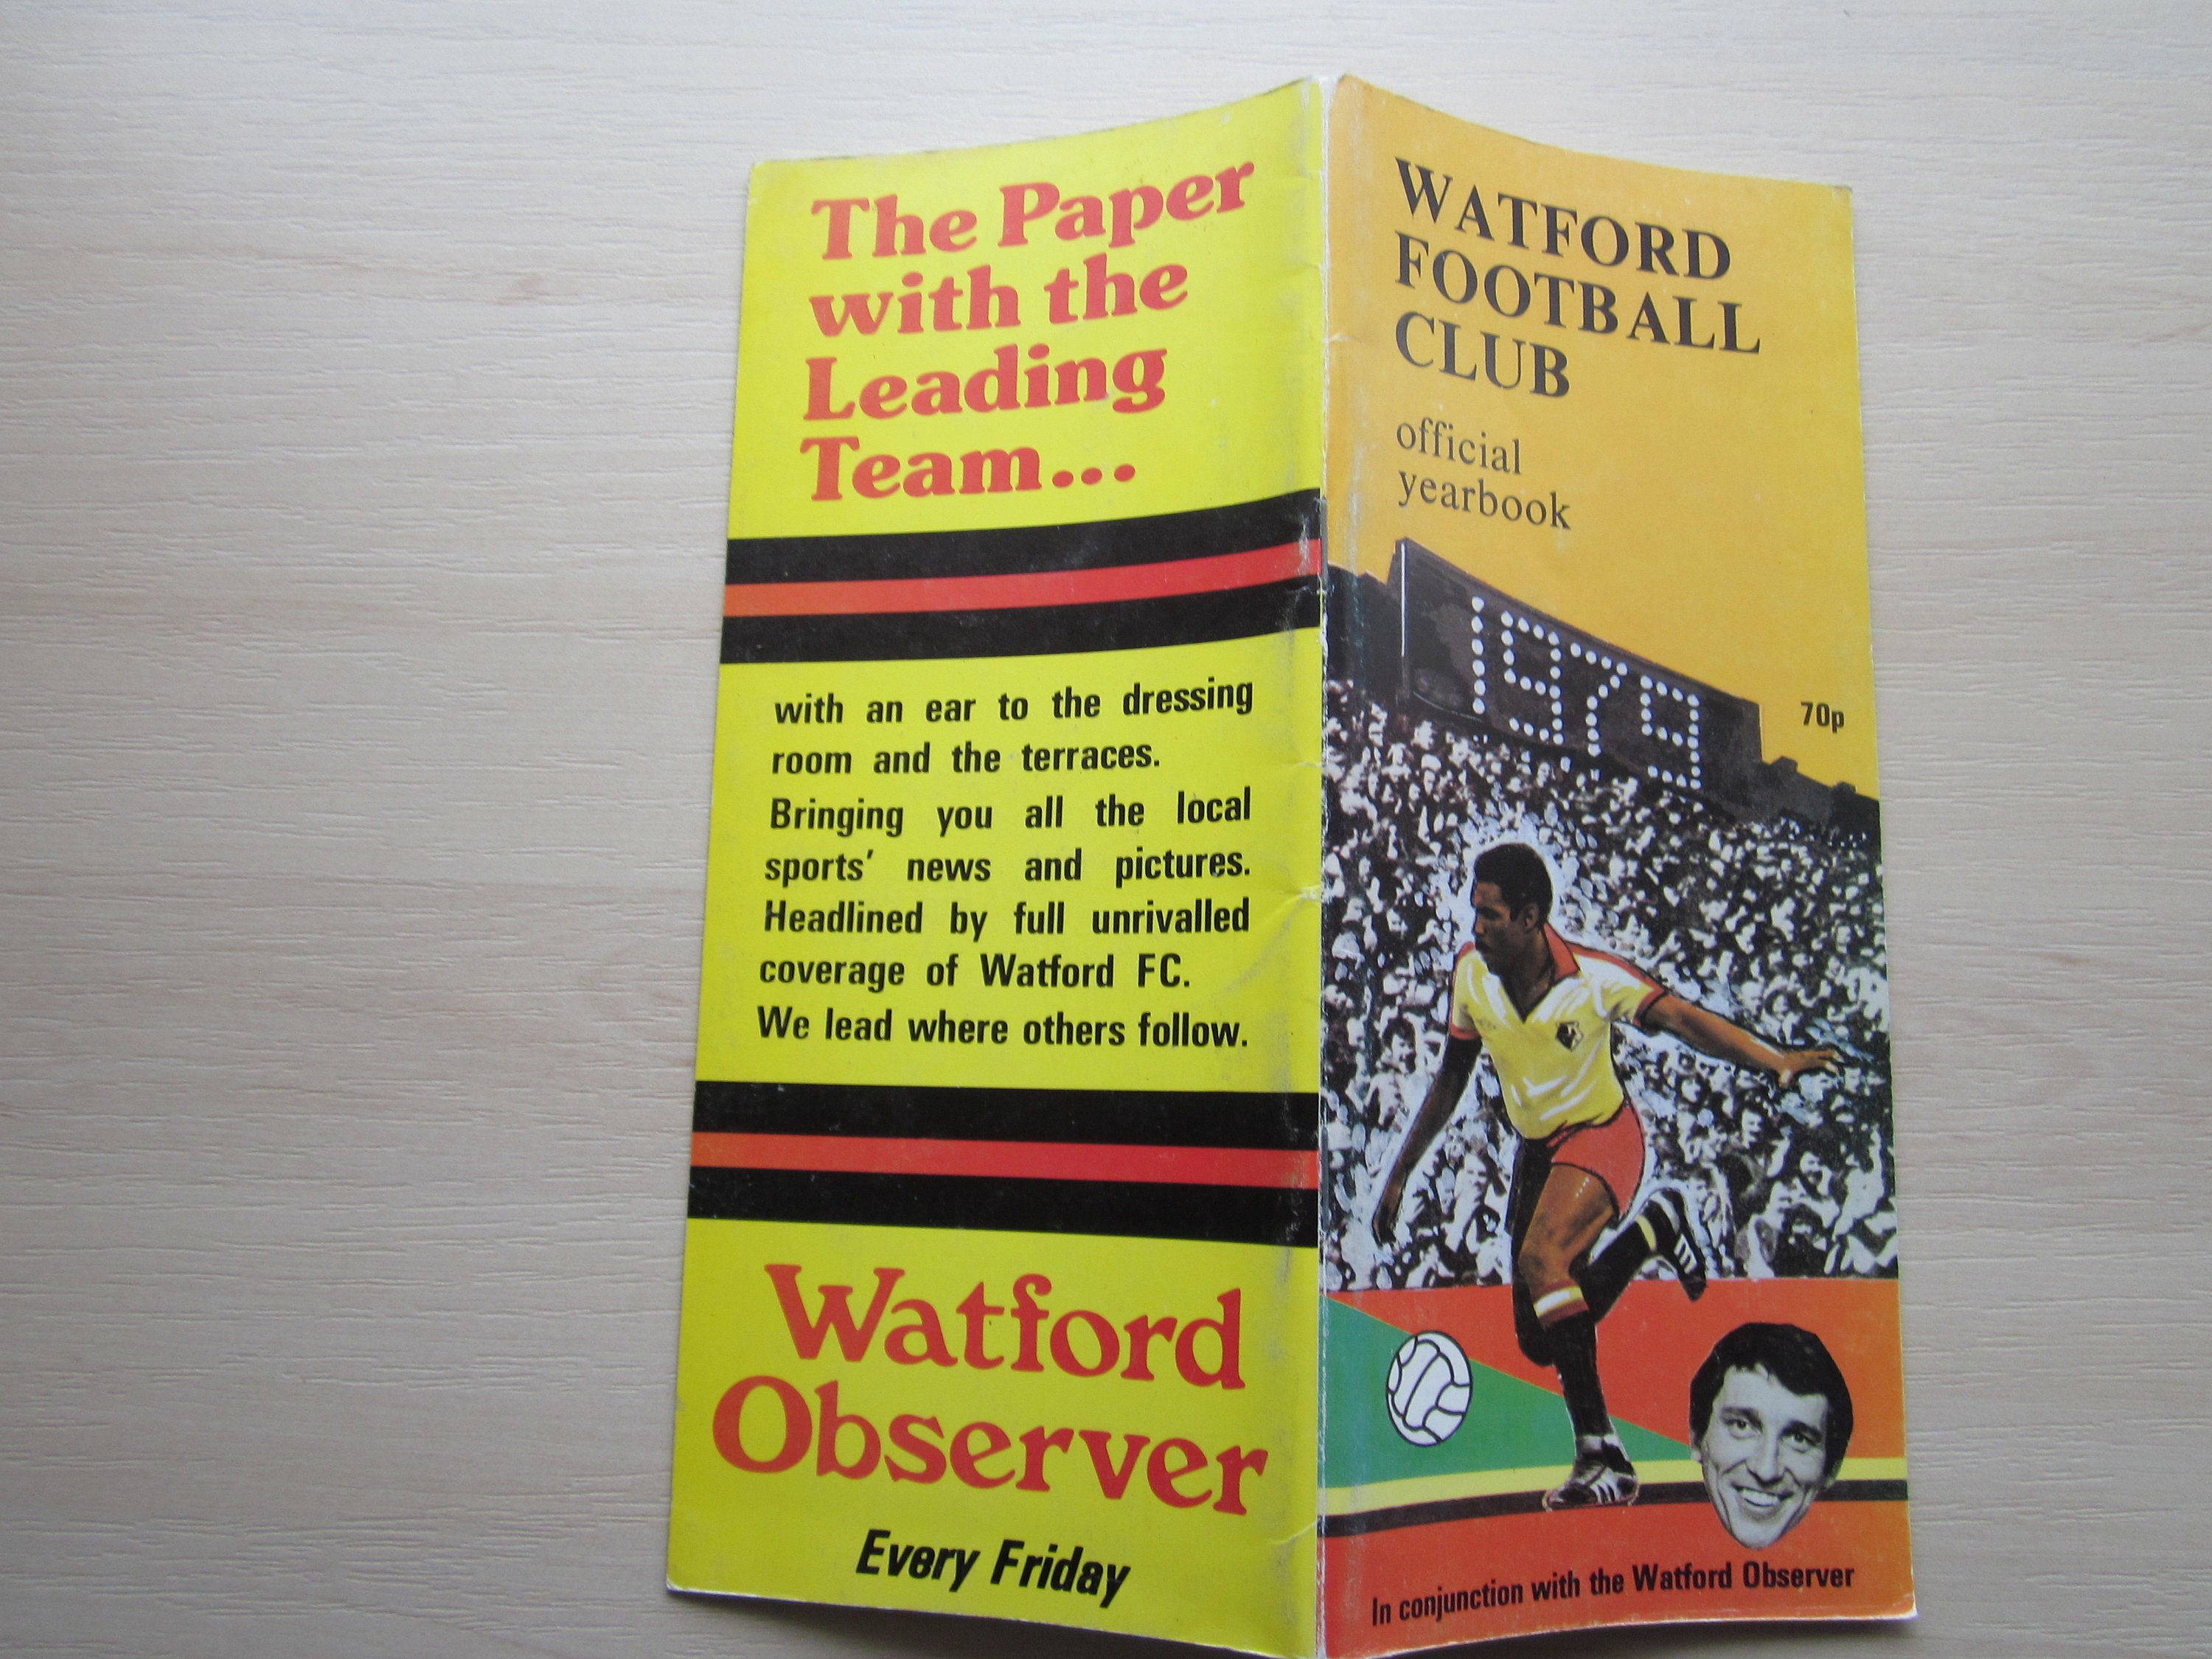 The Paper
with the
Leading
Team...
with an ear to the dressing
room and the terraces.
Bringing you all the local
sports' news and pictures.
Headlined by full unrivalled
coverage of Watford FC.
We lead where others follow.
Watford
Observer
Every Friday
WATFORD
FOOTBALL
CLUB
official
yearbook
1979
70p
In conjunction with the Watford Observer